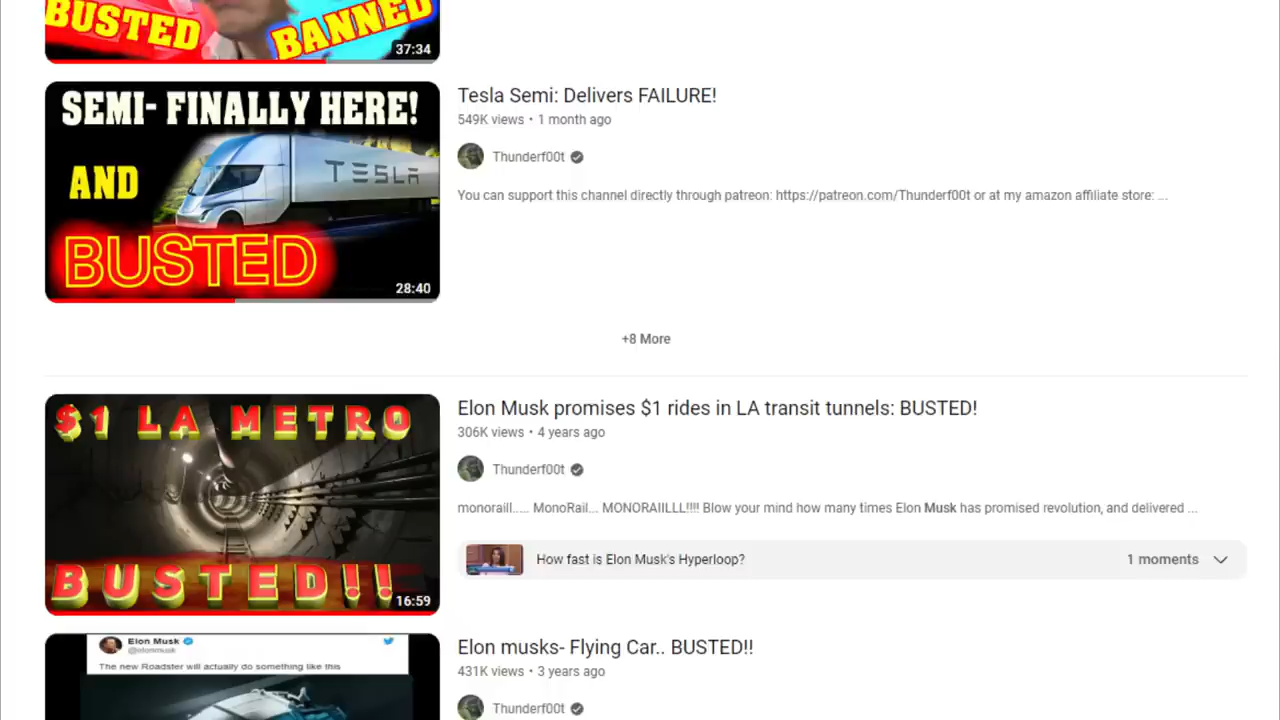 BUSTED
BANNED
37:34
SEMI- FINALLY HERE!
AND
TESLA
BUSTED
28:40
Tesla Semi: Delivers FAILURE!
549K views • 1 month ago
Thunderf00t
You can support this channel directly through patreon: https://patreon.com/Thunderf00t or at my amazon affiliate store: ...
+8 More
$1 LA METRO
BUSTED!!
16:59
Elon Musk promises $1 rides in LA transit tunnels: BUSTED!
306K views • 4 years ago
Thunderf00t
monoraill..... MonoRail... MONORAIILLL!!!! Blow your mind how many times Elon Musk has promised revolution, and delivered ...
How fast is Elon Musk's Hyperloop?
1 moments
Elon Musk
@elonmusk
The new Roadster will actually do something like this
Elon musks- Flying Car.. BUSTED!!
431K views • 3 years ago
Thunderf00t